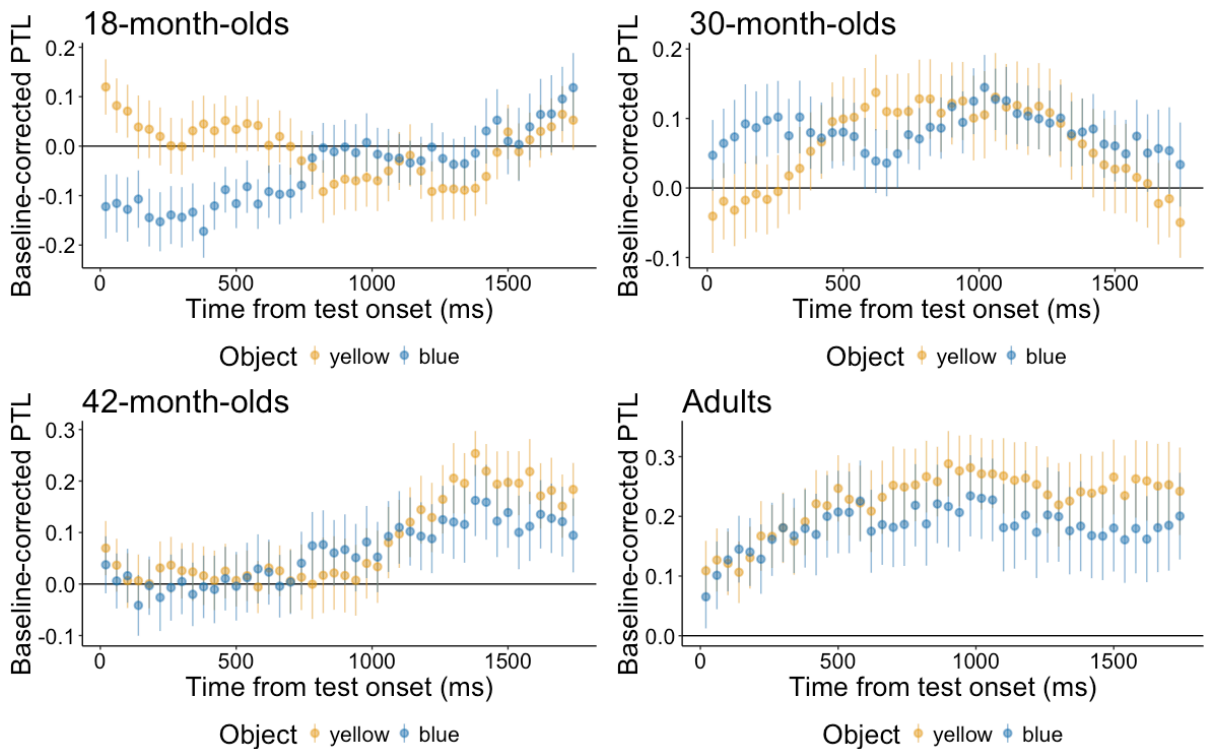 18-month-olds
Baseline-corrected PTL
0.2
0.1
0.0
-0.1
-0.2
0 500 1000 1500
Time from test onset (ms)
Object yellow blue
30-month-olds
Baseline-corrected PTL
0.2
0.1
0.0
-0.1
0 500 1000 1500
Time from test onset (ms)
Object yellow blue
42-month-olds
Baseline-corrected PTL
0.3
0.2
0.1
0.0
-0.1
0 500 1000 1500
Time from test onset (ms)
Object yellow blue
Adults
Baseline-corrected PTL
0.3
0.2
0.1
0.0
0 500 1000 1500
Time from test onset (ms)
Object yellow blue